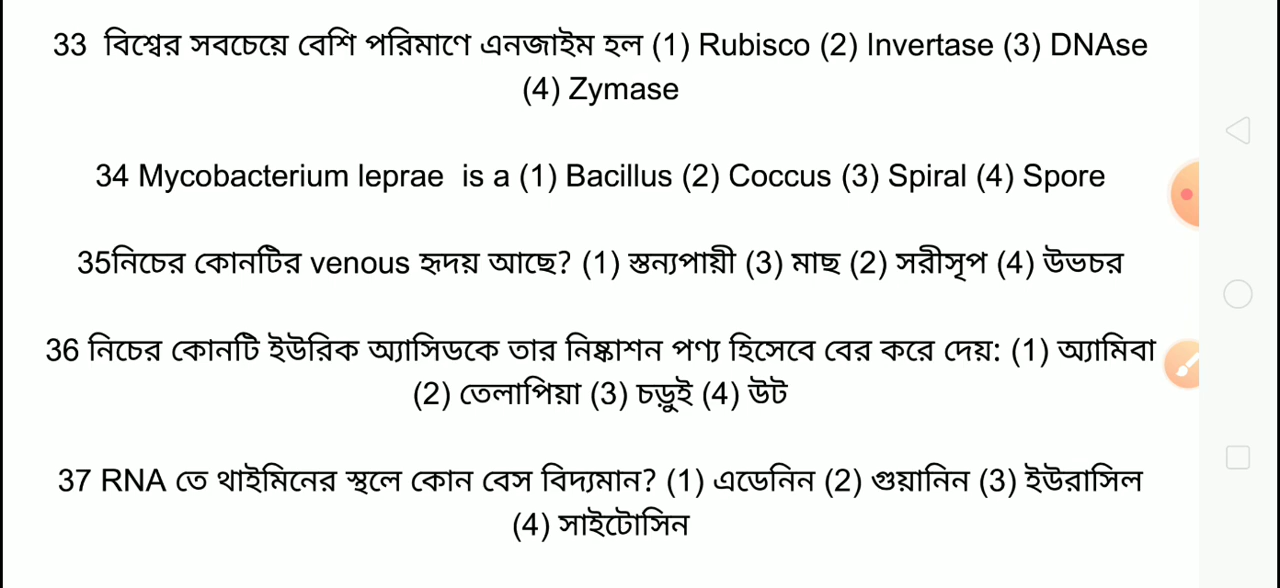 33 বিশ্বের সবচেয়ে বেশি পরিমাণে এনজাইম হল (1) Rubisco (2) Invertase (3) DNAse
(4) Zymase
34 Mycobacterium leprae is a (1) Bacillus (2) Coccus (3) Spiral (4) Spore
35নিচের কোনটির venous হৃদয় আছে? (1) স্তন্যপায়ী (3) মাছ (2) সরীসৃপ (4) উভচর
36 নিচের কোনটি ইউরিক অ্যাসিডকে তার নিষ্কাশন পণ্য হিসেবে বের করে দেয়: (1) অ্যামিবা
(2) তেলাপিয়া (3) চড়ুই (4) উট
37 RNA তে থাইমিনের স্থলে কোন বেস বিদ্যমান? (1) এডেনিন (2) গুয়ানিন (3) ইউরাসিল
(4) সাইটোসিন